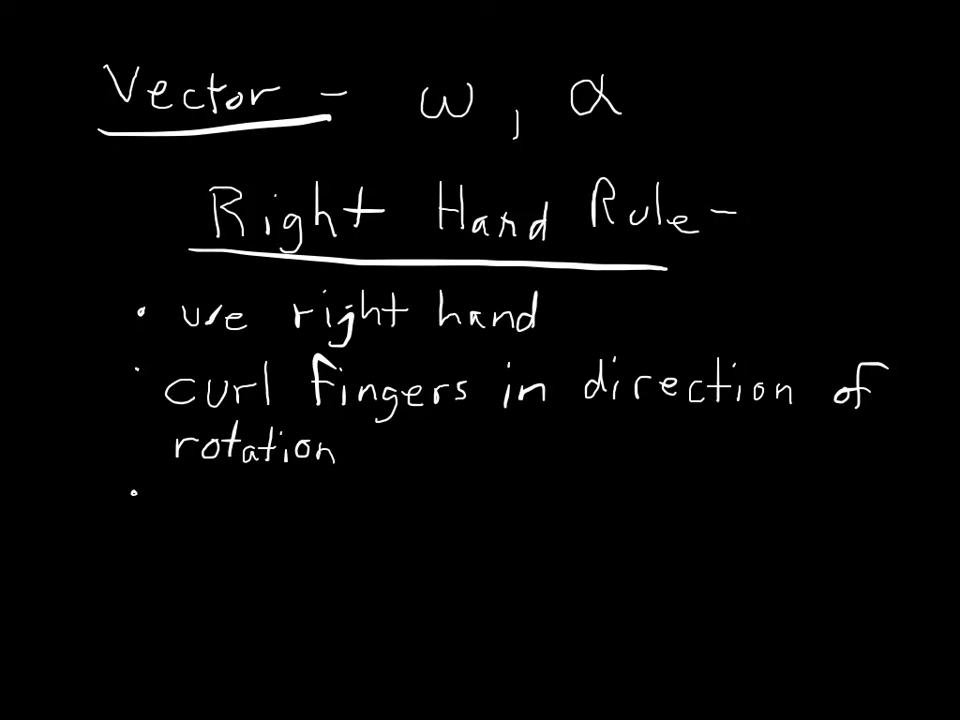 Vector - ω, α
Right Hand Rule -
• use right hand
• curl fingers in direction of
rotation
•